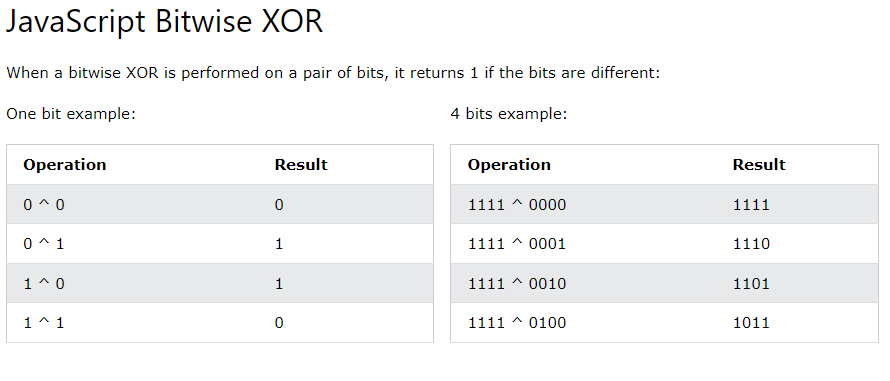 JavaScript Bitwise XOR
When a bitwise XOR is performed on a pair of bits, it returns 1 if the bits are different:
One bit example:
Operation Result
0 ^ 0 0
0 ^ 1 1
1 ^ 0 1
1 ^ 1 0
4 bits example:
Operation Result
1111 ^ 0000 1111
1111 ^ 0001 1110
1111 ^ 0010 1101
1111 ^ 0100 1011